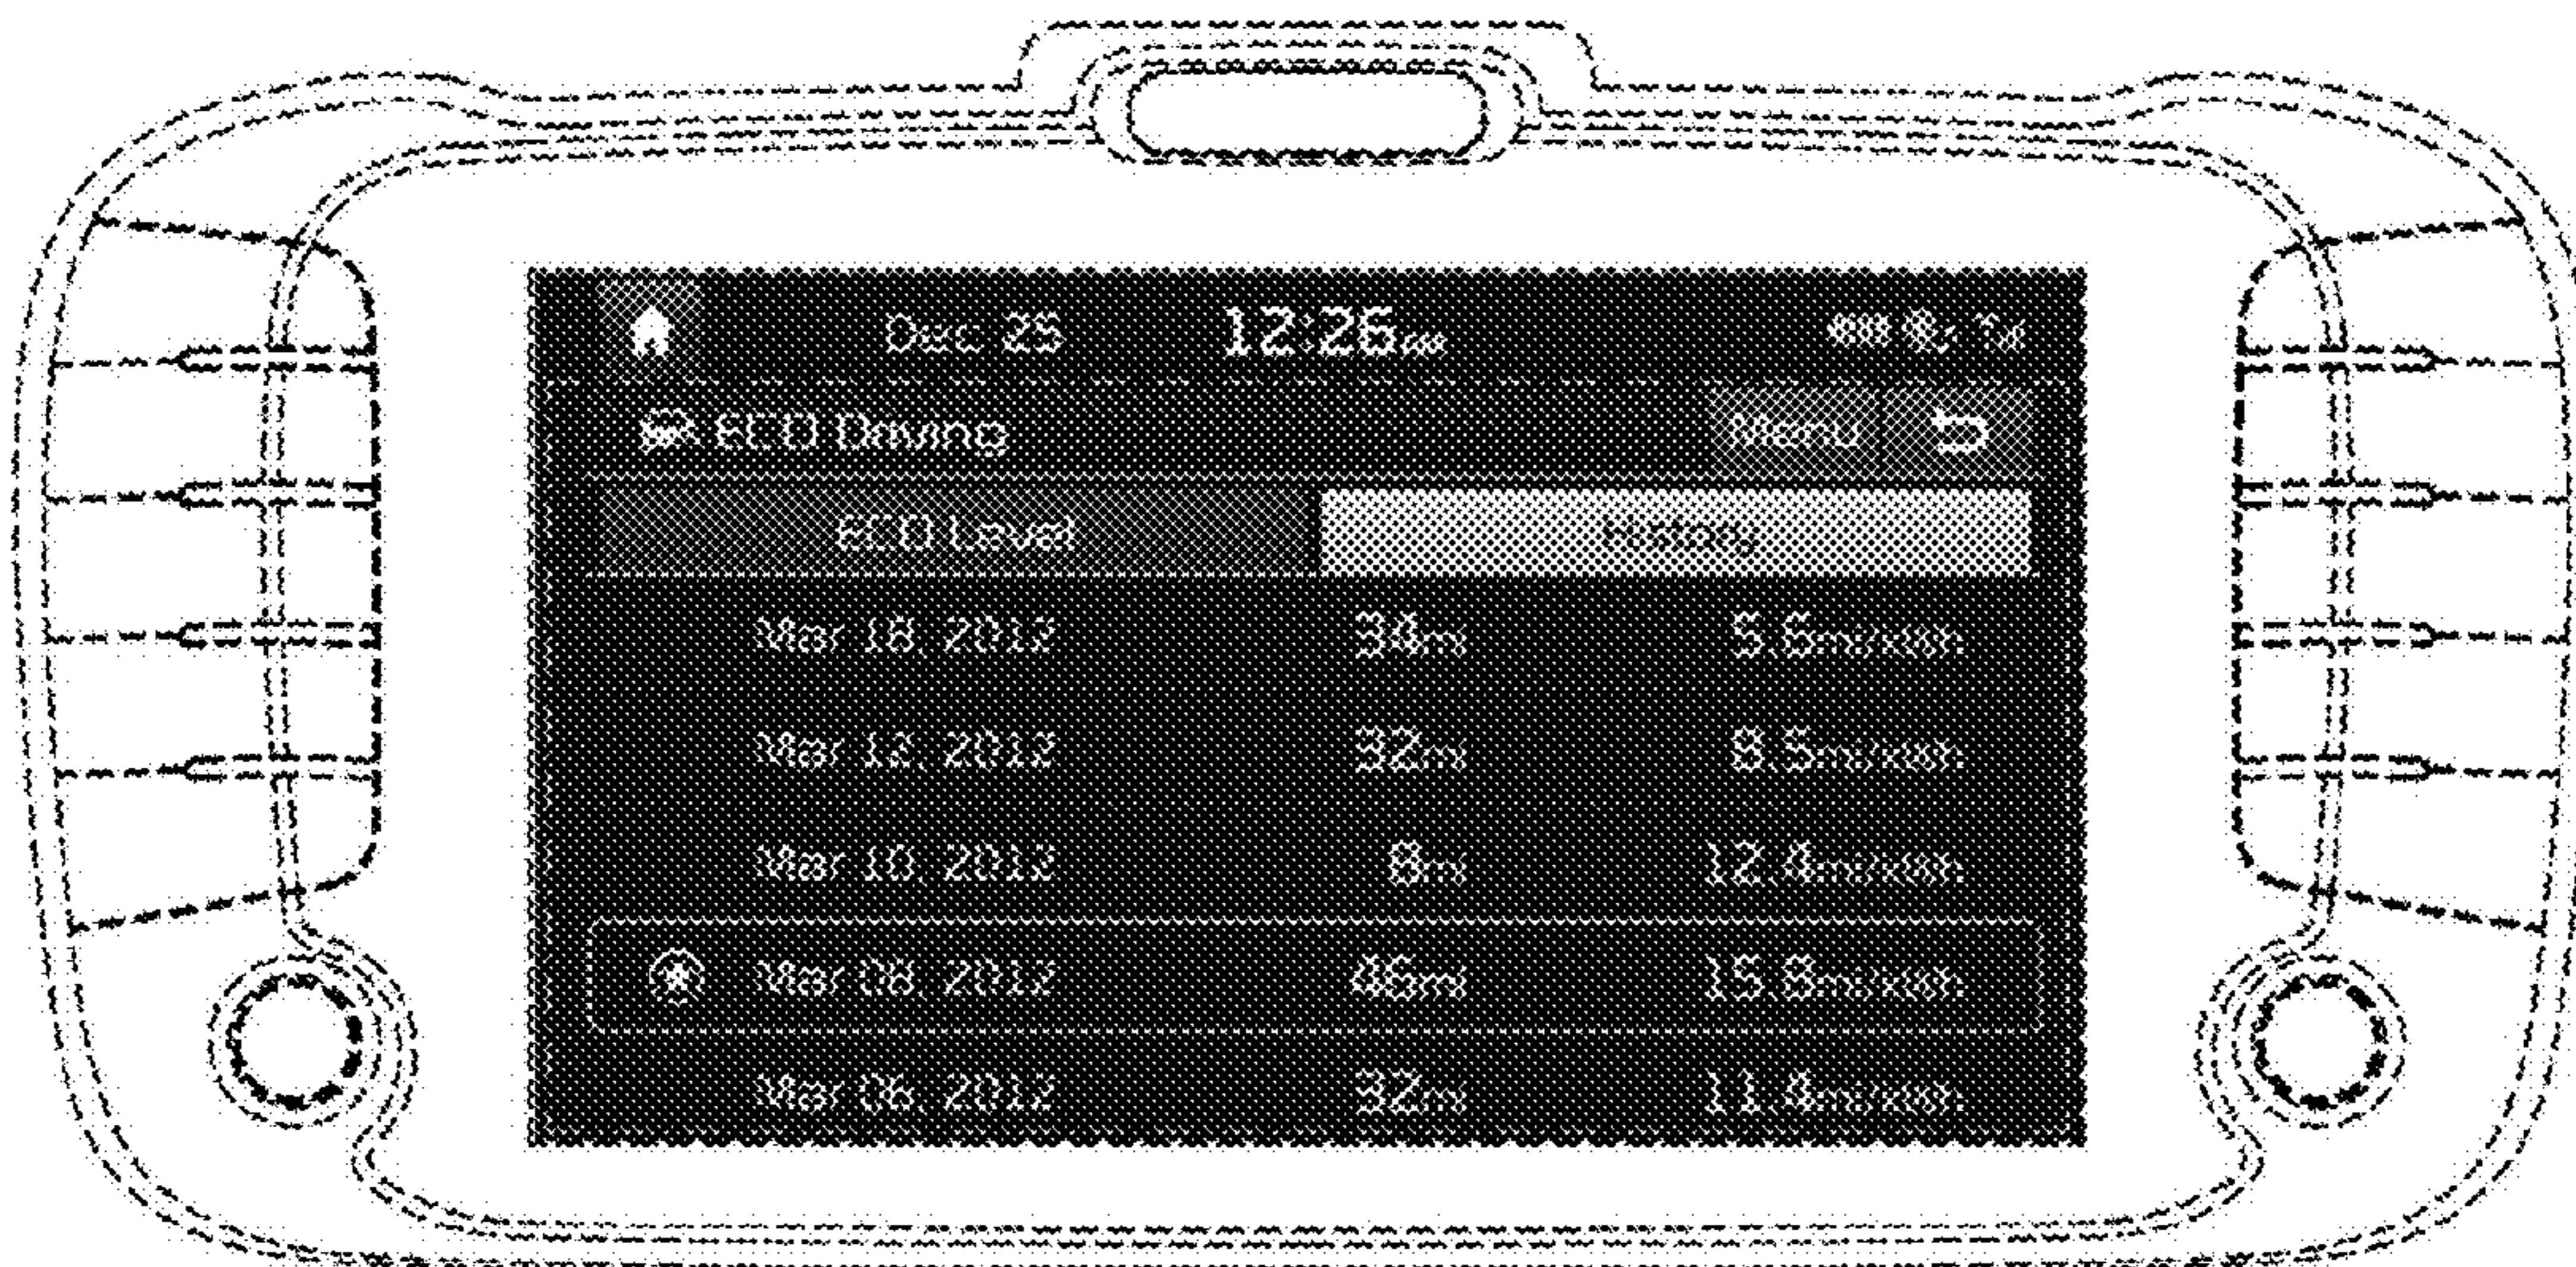 Dec 25 12:26
ECO Driving Menu
ECO Level History
Mar 18, 2012 34mi 5.6mi/kWh
Mar 12, 2012 32mi 8.5mi/kWh
Mar 10, 2012 8mi 12.4mi/kWh
Mar 08, 2012 46mi 15.8mi/kWh
Mar 06, 2012 32mi 11.4mi/kWh